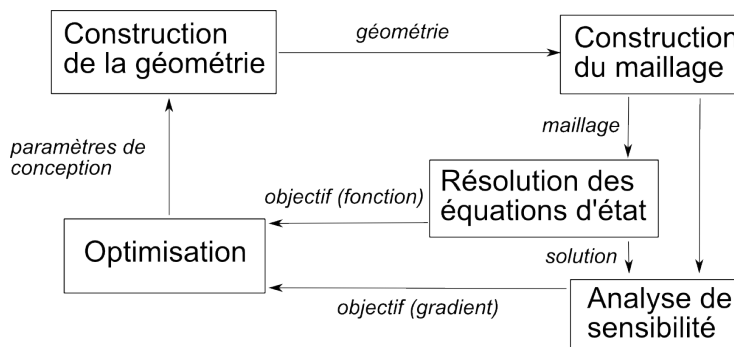 Construction
de la géométrie
géométrie
Construction
du maillage
maillage
paramètres de
conception
Résolution des
équations d'état
objectif (fonction)
Optimisation
solution
objectif (gradient)
Analyse de
sensibilité